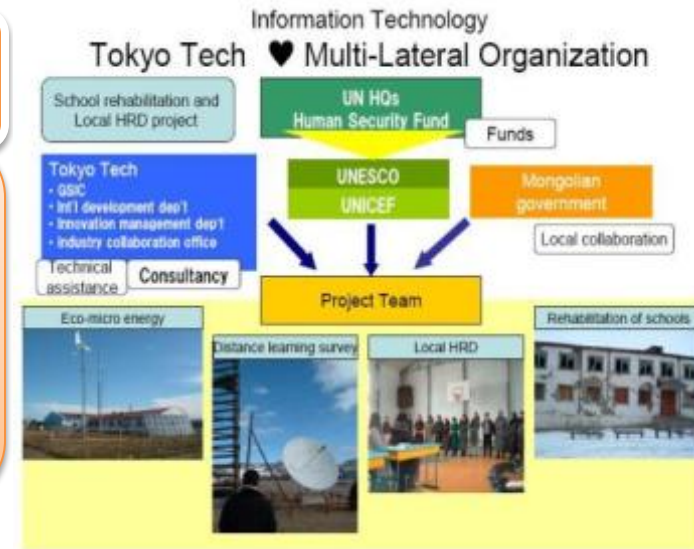 Information Technology
Tokyo Tech ♥ Multi-Lateral Organization
School rehabilitation and
Local HRD project
UN HQs
Human Security Fund
Funds
Tokyo Tech
• GSIC
• Int'l development dep't
• Innovation management dep't
• Industry collaboration office
UNESCO
UNICEF
Mongolian
government
Local collaboration
Technical
assistance
Consultancy
Project Team
Eco-micro energy
Distance learning survey
Local HRD
Rehabilitation of schools